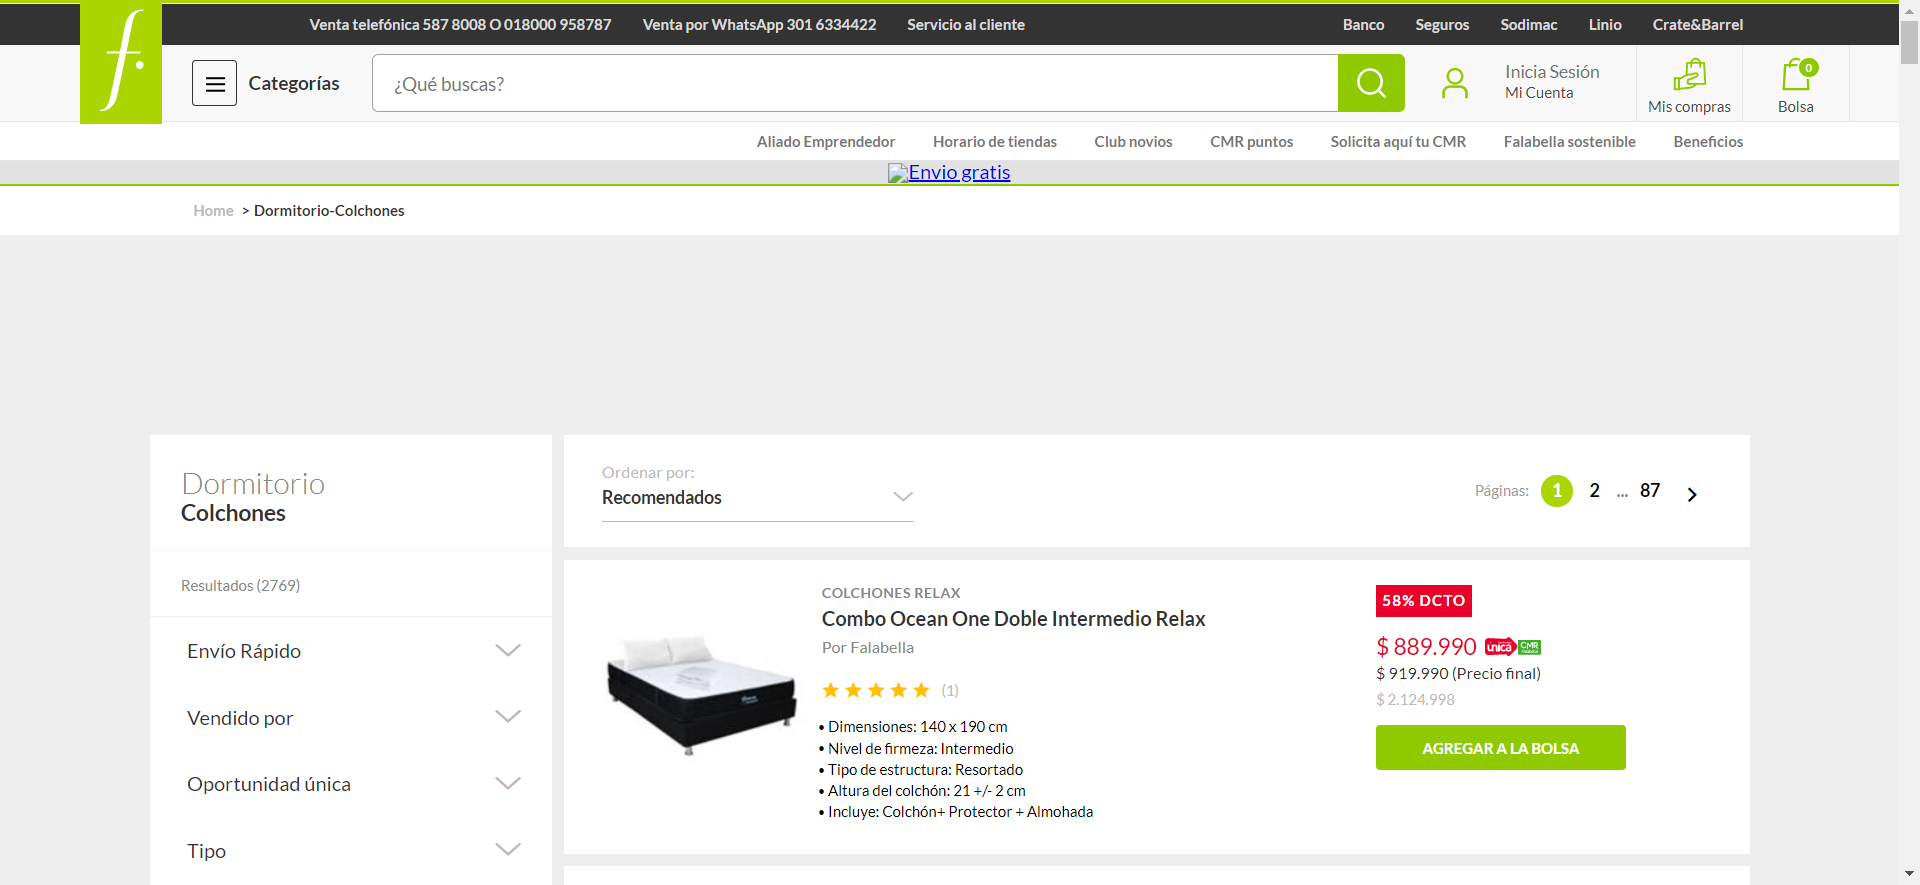 Venta telefónica 587 8008 O 018000 958787
Venta por WhatsApp 301 6334422
Servicio al cliente
Banco
Seguros
Sodimac
Linio
Crate&Barrel
f.
Categorías
¿Qué buscas?
Inicia Sesión
Mi Cuenta
Mis compras
0
Bolsa
Aliado Emprendedor
Horario de tiendas
Club novios
CMR puntos
Solicita aquí tu CMR
Falabella sostenible
Beneficios
Envio gratis
Home > Dormitorio-Colchones
Dormitorio
Colchones
Resultados (2769)
Envío Rápido
Vendido por
Oportunidad única
Tipo
Ordenar por:
Recomendados
Páginas: 1 2 ... 87
COLCHONES RELAX
Combo Ocean One Doble Intermedio Relax
Por Falabella
(1)
• Dimensiones: 140 x 190 cm
• Nivel de firmeza: Intermedio
• Tipo de estructura: Resortado
• Altura del colchón: 21 +/- 2 cm
• Incluye: Colchón+ Protector + Almohada
58% DCTO
$ 889.990 única CMR
$ 919.990 (Precio final)
$ 2.124.998
AGREGAR A LA BOLSA